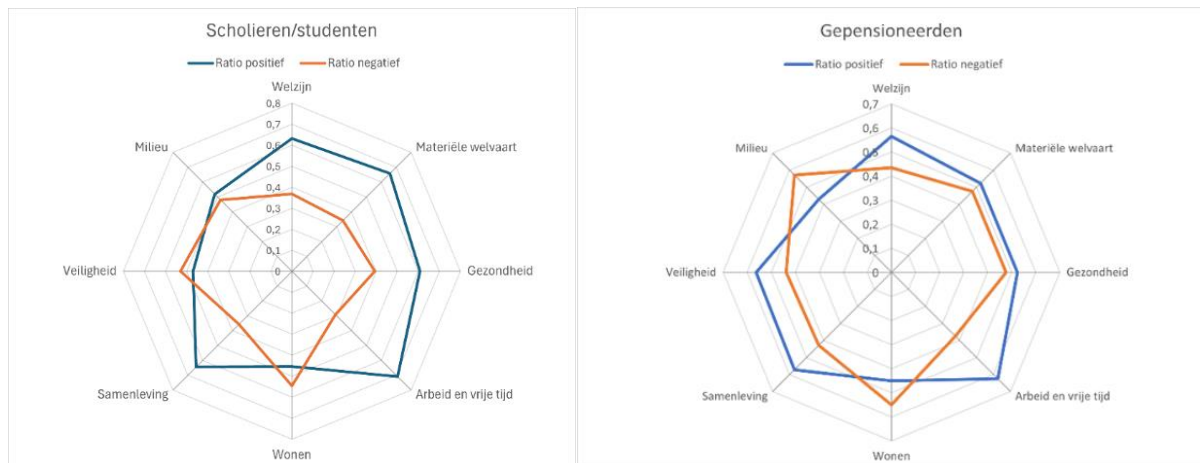 Scholieren/studenten
Ratio positief Ratio negatief
Welzijn
0,8
0,7
0,6
0,5
0,4
0,3
0,2
0,1
0
Materiële welvaart
Gezondheid
Arbeid en vrije tijd
Wonen
Samenleving
Veiligheid
Milieu
Gepensioneerden
Ratio positief Ratio negatief
Welzijn
0,7
0,6
0,5
0,4
0,3
0,2
0,1
0
Materiële welvaart
Gezondheid
Arbeid en vrije tijd
Wonen
Samenleving
Veiligheid
Milieu